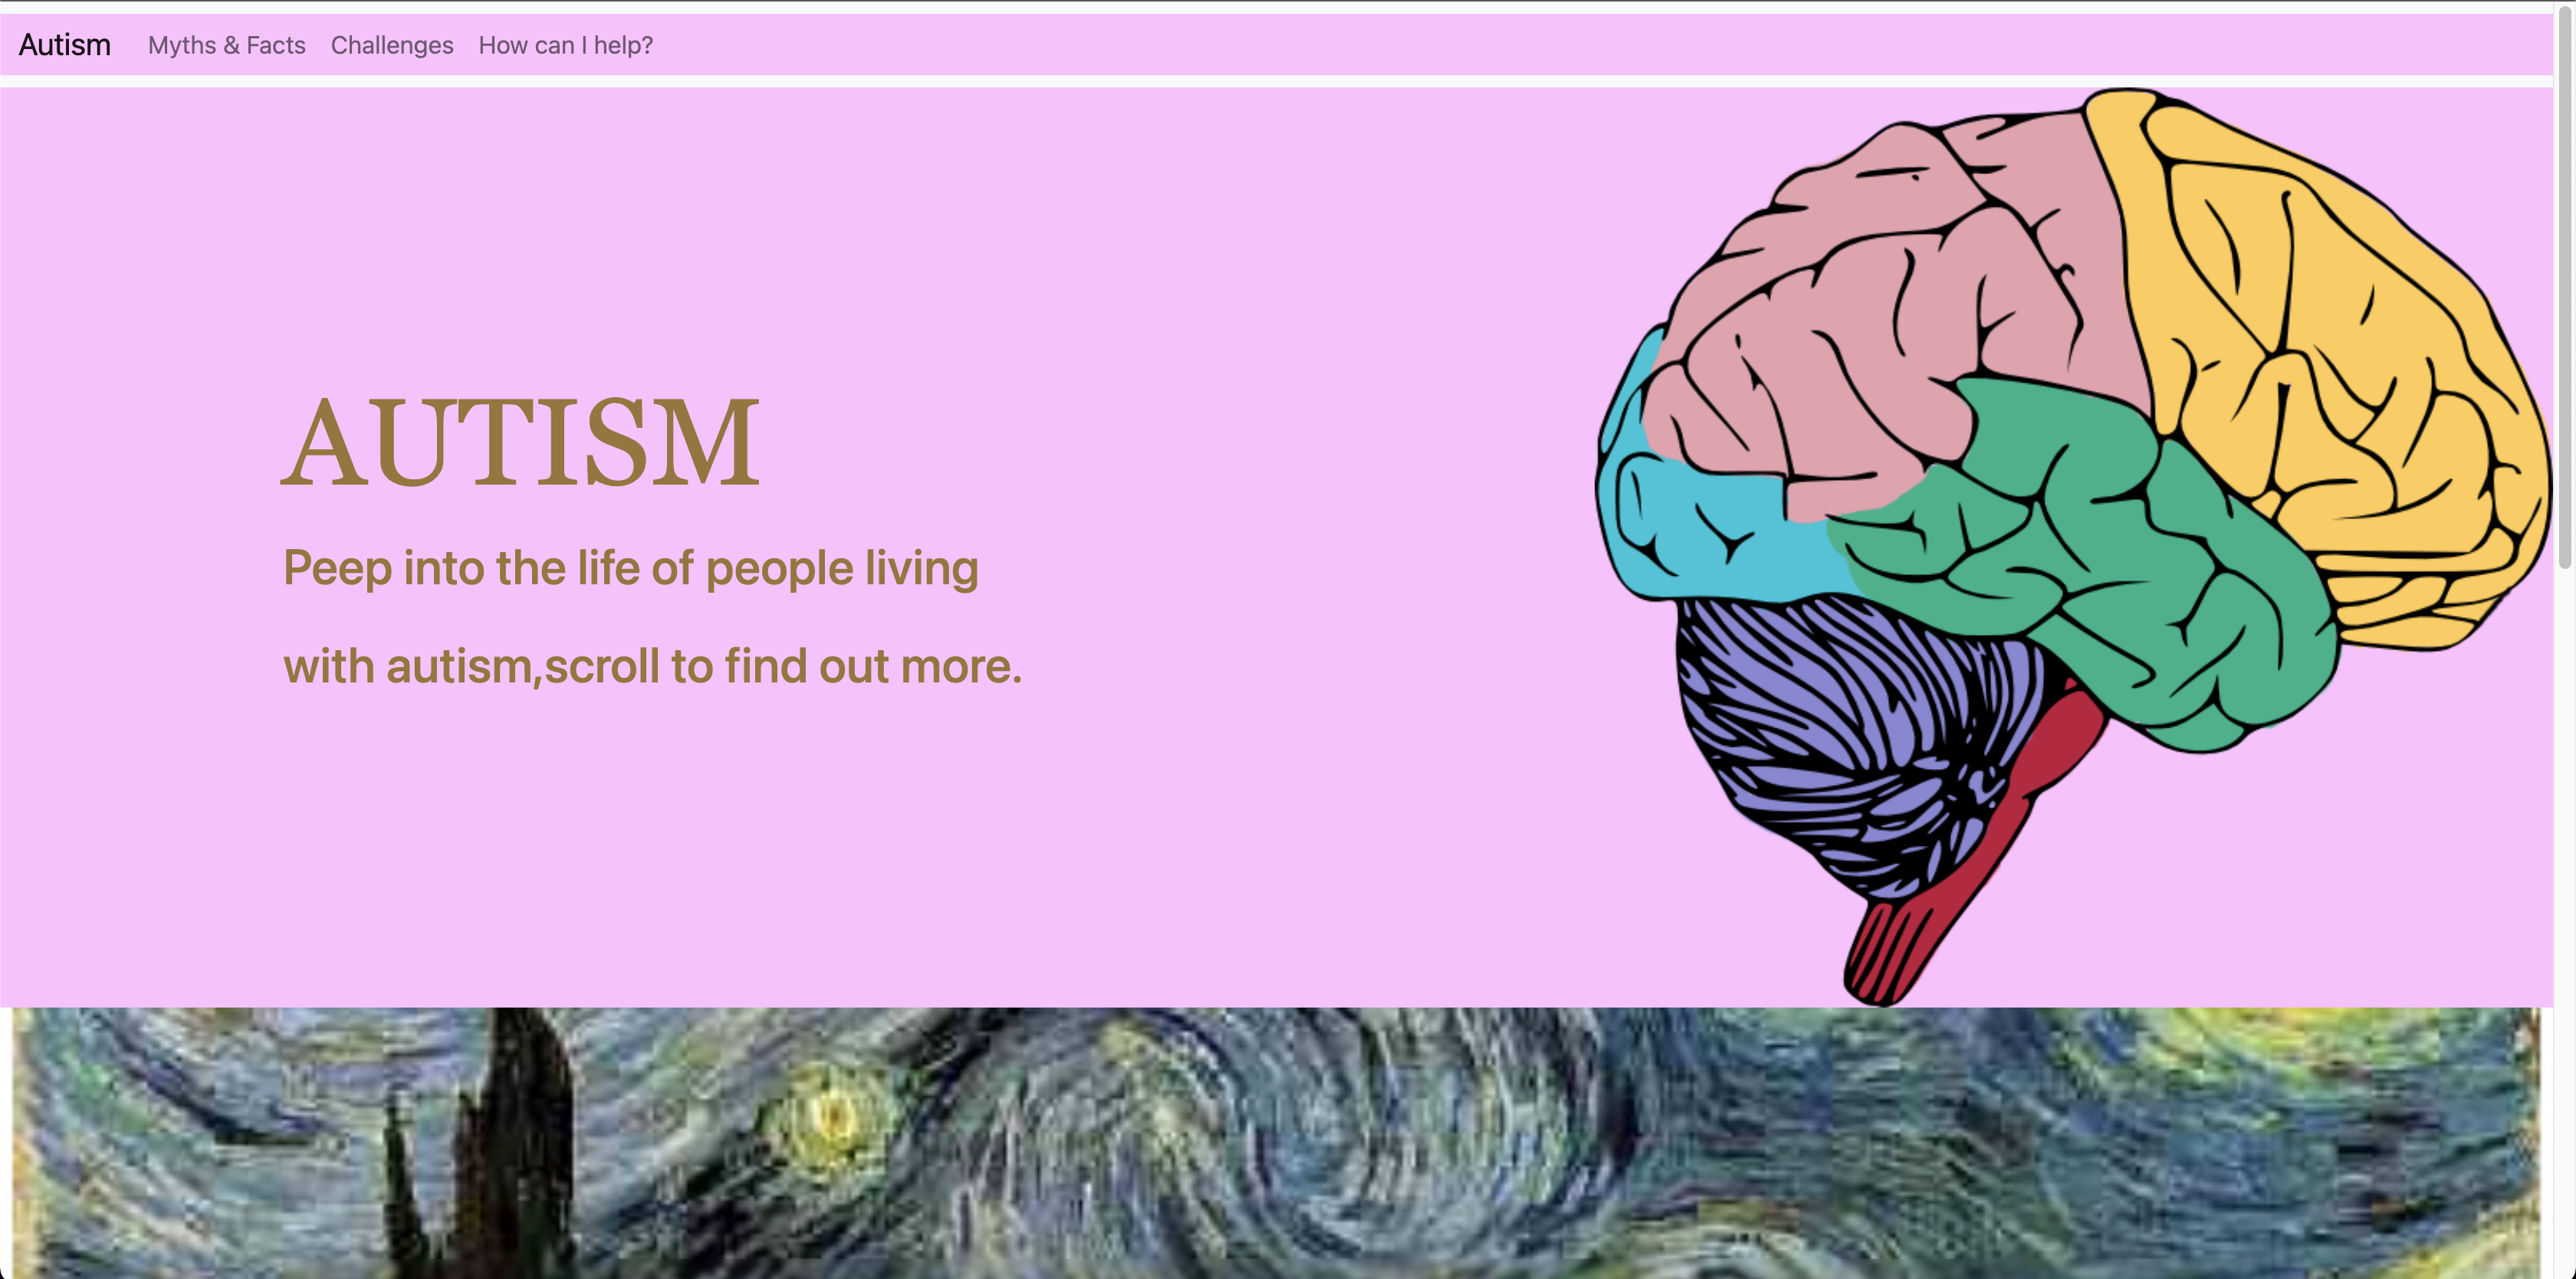 Autism Myths & Facts Challenges How can I help?
AUTISM
Peep into the life of people living
with autism,scroll to find out more.